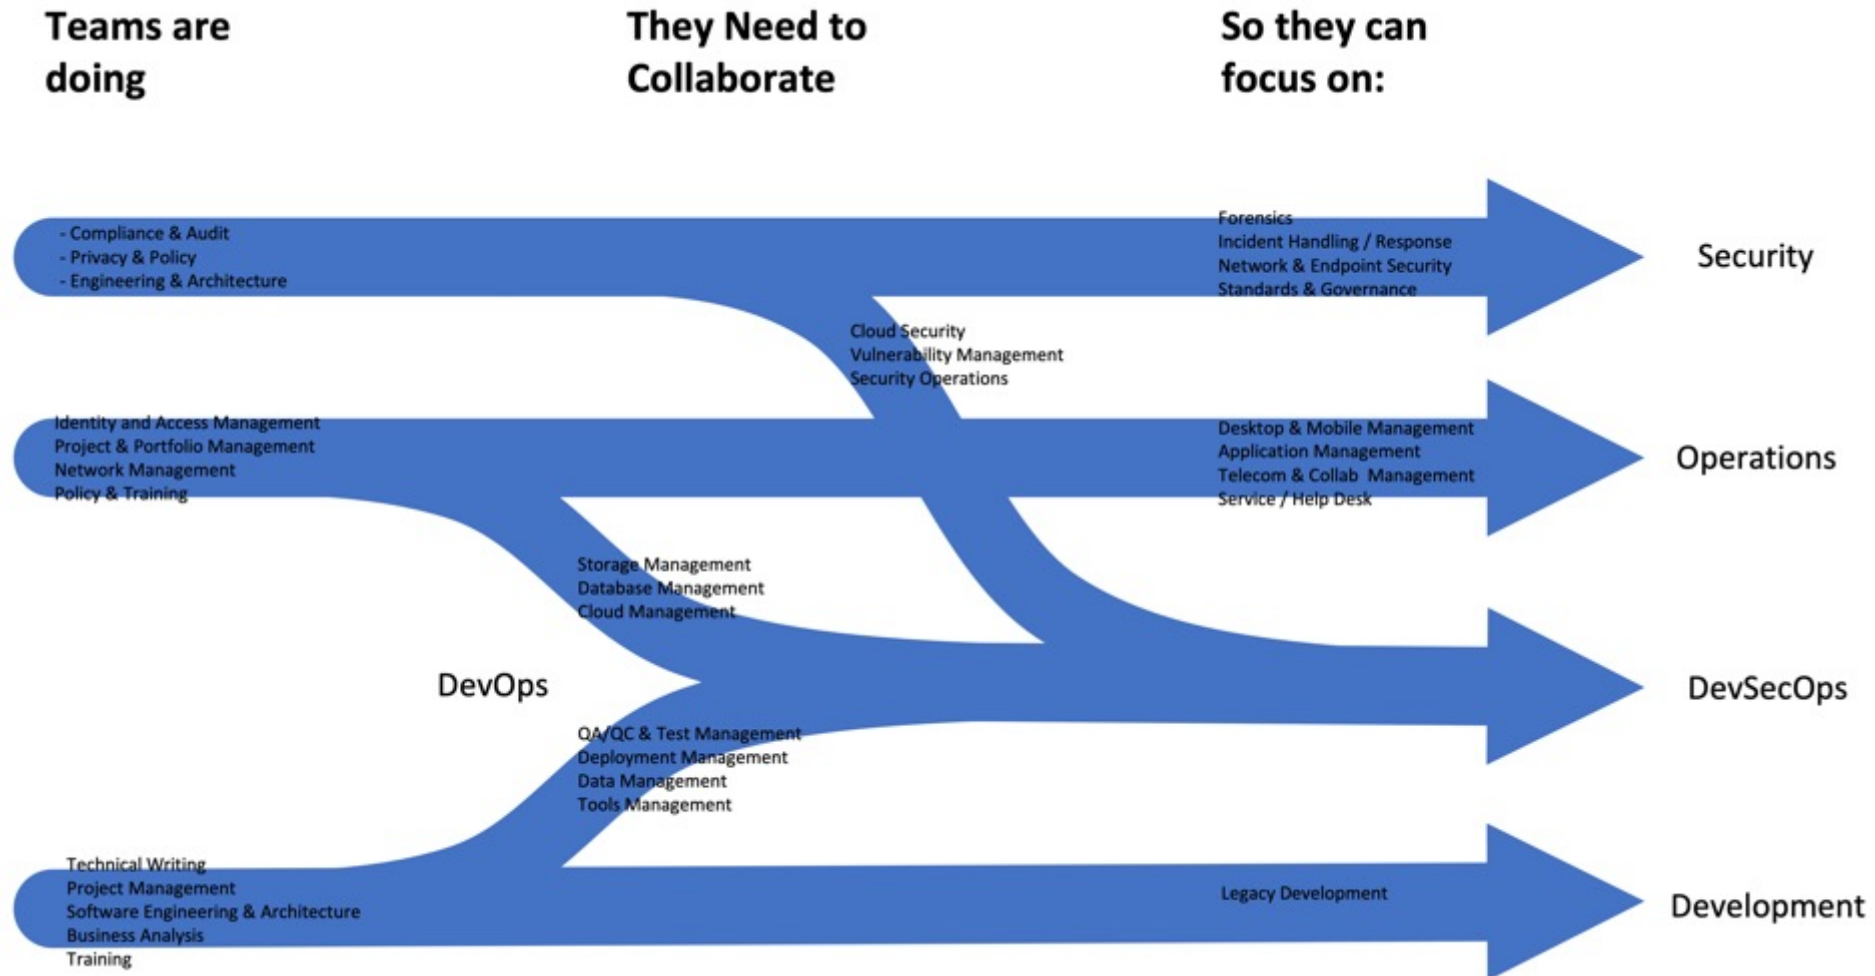 Teams are
doing
They Need to
Collaborate
So they can
focus on:
- Compliance & Audit
- Privacy & Policy
- Engineering & Architecture
Forensics
Incident Handling / Response
Network & Endpoint Security
Standards & Governance
Security
Cloud Security
Vulnerability Management
Security Operations
Identity and Access Management
Project & Portfolio Management
Network Management
Policy & Training
Desktop & Mobile Management
Application Management
Telecom & Collab  Management
Service / Help Desk
Operations
Storage Management
Database Management
Cloud Management
DevOps
DevSecOps
QA/QC & Test Management
Deployment Management
Data Management
Tools Management
Technical Writing
Project Management
Software Engineering & Architecture
Business Analysis
Training
Legacy Development
Development